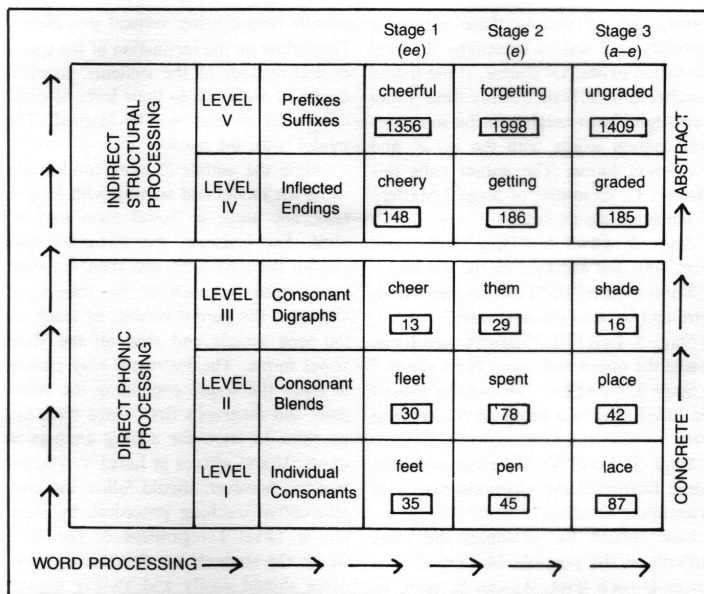 Stage 1 Stage 2 Stage 3
(ee) (e) (a–e)
INDIRECT STRUCTURAL PROCESSING
LEVEL V Prefixes Suffixes cheerful forgetting ungraded
1356 1998 1409
LEVEL IV Inflected Endings cheery getting graded
148 186 185
DIRECT PHONIC PROCESSING
LEVEL III Consonant Digraphs cheer them shade
13 29 16
LEVEL II Consonant Blends fleet spent place
30 78 42
LEVEL I Individual Consonants feet pen lace
35 45 87
ABSTRACT
CONCRETE
WORD PROCESSING